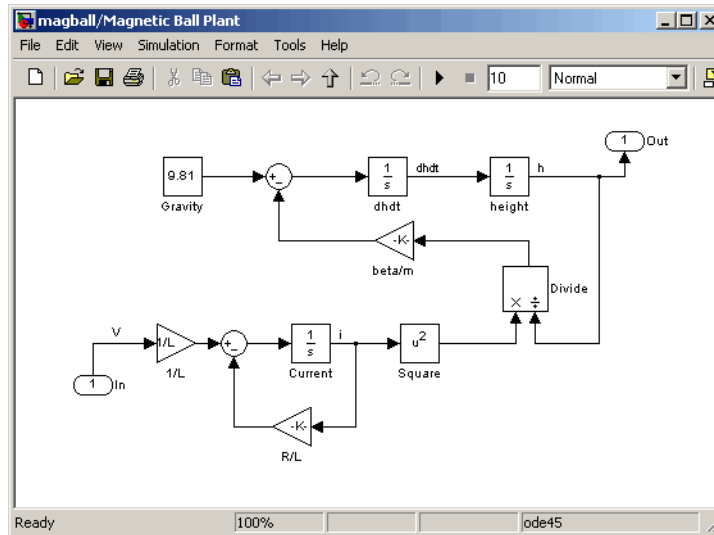 magball/Magnetic Ball Plant
File Edit View Simulation Format Tools Help
10 Normal
1 Out
9.81 + - 1 s dhdt 1 s h
Gravity dhdt height
-K-
beta/m
× ÷ Divide
V 1/L + - 1 s i u²
1 In 1/L Current Square
-K-
R/L
Ready 100% ode45